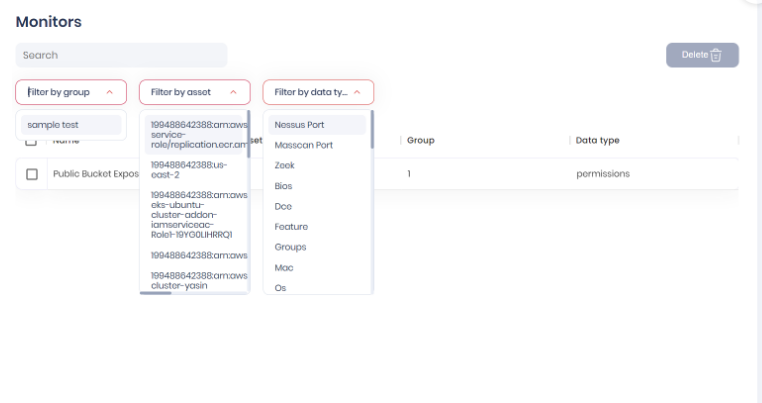 Monitors
Search
Delete
Filter by group
Filter by asset
Filter by data ty...
sample test
199488642388:arn:aws
service-
role/replication.ecr.am
199488642388:us-
east-2
199488642388:arn:aws
eks-ubuntu-
cluster-addon-
iamserviceac-
Role1-19YG0LIHRRQ1
199488642388:arn:aws
199488642388:arn:aws
cluster-yasin
Nessus Port
Masscan Port
Zeek
Bios
Dce
Feature
Groups
Mac
Os
Name
set
Group
Data type
Public Bucket Expos
1
permissions